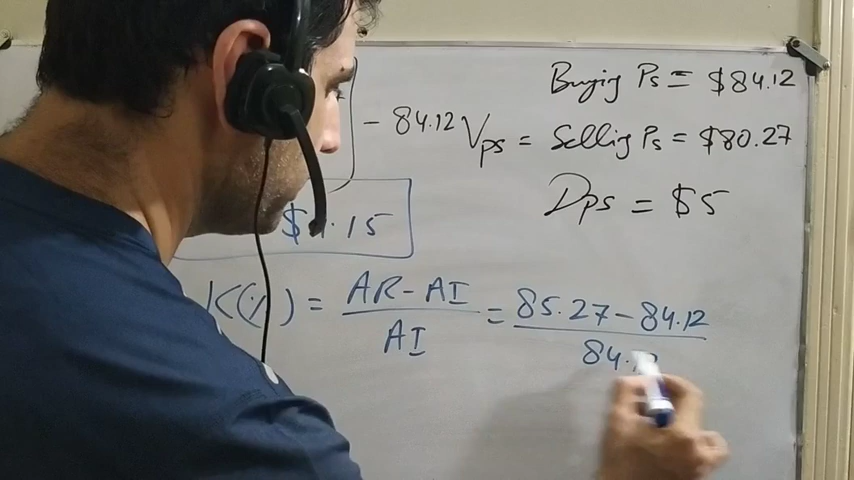 Buying Ps = $84.12
- 84.12 Vps = Selling Ps = $80.27
Dps = $5
$1.15
K(%) = AR - AI / AI = 85.27 - 84.12 / 84.